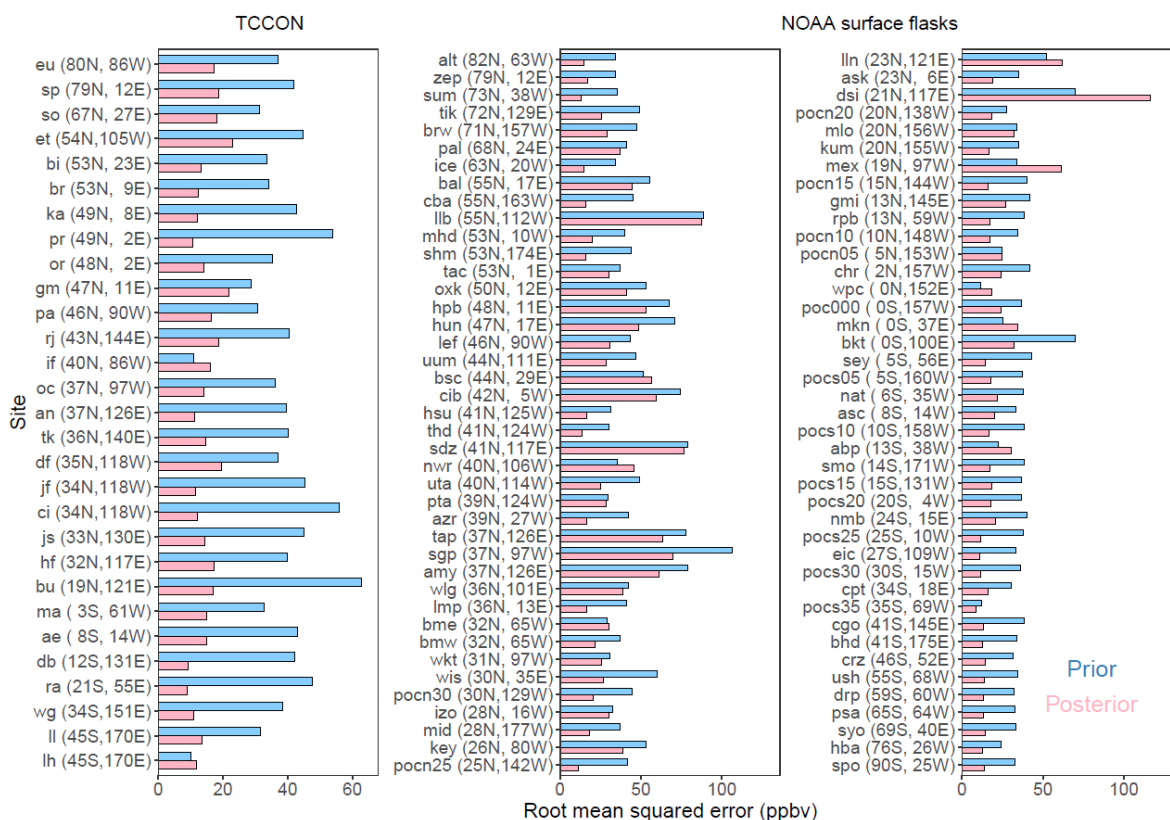 TCCON
NOAA surface flasks
Site
eu (80N, 86W)
sp (79N, 12E)
so (67N, 27E)
et (54N,105W)
bi (53N, 23E)
br (53N, 9E)
ka (49N, 8E)
pr (49N, 2E)
or (48N, 2E)
gm (47N, 11E)
pa (46N, 90W)
rj (43N,144E)
if (40N, 86W)
oc (37N, 97W)
an (37N,126E)
tk (36N,140E)
df (35N,118W)
jf (34N,118W)
ci (34N,118W)
js (33N,130E)
hf (32N,117E)
bu (19N,121E)
ma ( 3S, 61W)
ae ( 8S, 14W)
db (12S,131E)
ra (21S, 55E)
wg (34S,151E)
ll (45S,170E)
lh (45S,170E)
0 20 40 60
alt (82N, 63W)
zep (79N, 12E)
sum (73N, 38W)
tik (72N,129E)
brw (71N,157W)
pal (68N, 24E)
ice (63N, 20W)
bal (55N, 17E)
cba (55N,163W)
llb (55N,112W)
mhd (53N, 10W)
shm (53N,174E)
tac (53N, 1E)
oxk (50N, 12E)
hpb (48N, 11E)
hun (47N, 17E)
lef (46N, 90W)
uum (44N,111E)
bsc (44N, 29E)
cib (42N, 5W)
hsu (41N,125W)
thd (41N,124W)
sdz (41N,117E)
nwr (40N,106W)
uta (40N,114W)
pta (39N,124W)
azr (39N, 27W)
tap (37N,126E)
sgp (37N, 97W)
amy (37N,126E)
wlg (36N,101E)
lmp (36N, 13E)
bme (32N, 65W)
bmw (32N, 65W)
wkt (31N, 97W)
wis (30N, 35E)
pocn30 (30N,129W)
izo (28N, 16W)
mid (28N,177W)
key (26N, 80W)
pocn25 (25N,142W)
0 50 100
lln (23N,121E)
ask (23N, 6E)
dsi (21N,117E)
pocn20 (20N,138W)
mlo (20N,156W)
kum (20N,155W)
mex (19N, 97W)
pocn15 (15N,144W)
gmi (13N,145E)
rpb (13N, 59W)
pocn10 (10N,148W)
pocn05 ( 5N,153W)
chr ( 2N,157W)
wpc ( 0N,152E)
poc000 ( 0S,157W)
mkn ( 0S, 37E)
bkt ( 0S,100E)
sey ( 5S, 56E)
pocs05 ( 5S,160W)
nat ( 6S, 35W)
asc ( 8S, 14W)
pocs10 (10S,158W)
abp (13S, 38W)
smo (14S,171W)
pocs15 (15S,131W)
pocs20 (20S, 4W)
nmb (24S, 15E)
pocs25 (25S, 10W)
eic (27S,109W)
pocs30 (30S, 15W)
cpt (34S, 18E)
pocs35 (35S, 69W)
cgo (41S,145E)
bhd (41S,175E)
crz (46S, 52E)
ush (55S, 68W)
drp (59S, 60W)
psa (65S, 64W)
syo (69S, 40E)
hba (76S, 26W)
spo (90S, 25W)
0 50 100
Prior
Posterior
Root mean squared error (ppbv)